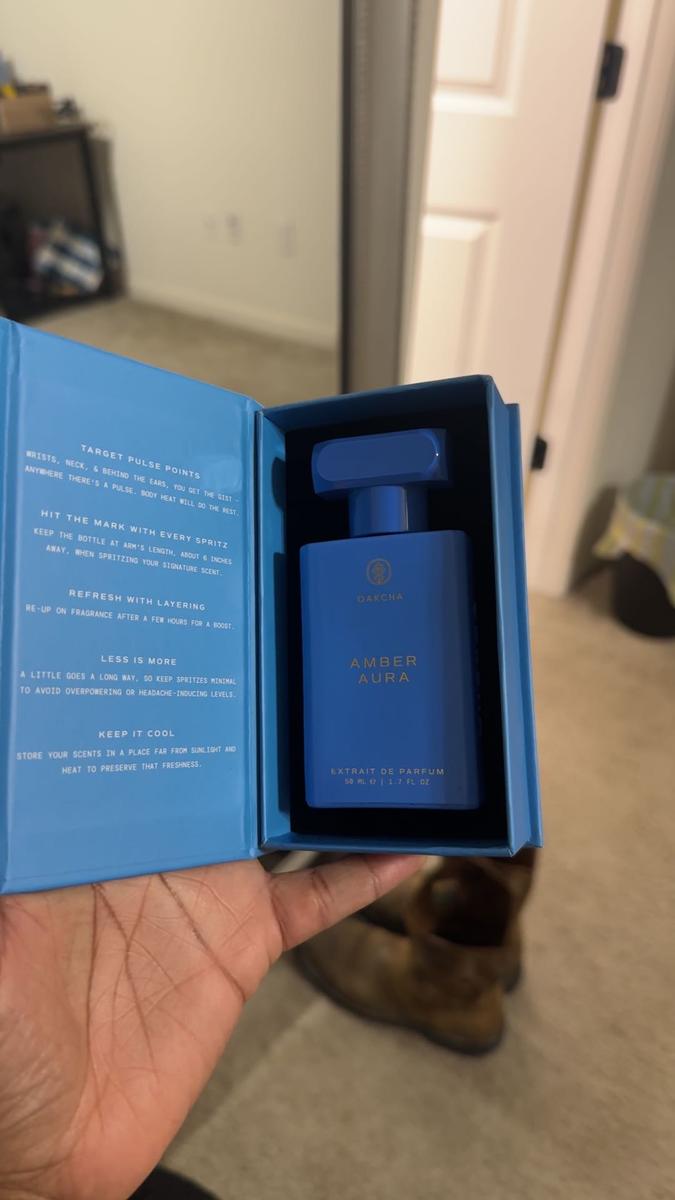 TARGET PULSE POINTS
WRISTS, NECK, & BEHIND THE EARS, YOU GET THE GIST –
ANYWHERE THERE'S A PULSE. BODY HEAT WILL DO THE REST.
HIT THE MARK WITH EVERY SPRITZ
KEEP THE BOTTLE AT ARM'S LENGTH, ABOUT 6 INCHES
AWAY, WHEN SPRITZING YOUR SIGNATURE SCENT.
REFRESH WITH LAYERING
RE-UP ON FRAGRANCE AFTER A FEW HOURS FOR A BOOST.
LESS IS MORE
A LITTLE GOES A LONG WAY, SO KEEP SPRITZES MINIMAL
TO AVOID OVERPOWERING OR HEADACHE-INDUCING LEVELS.
KEEP IT COOL
STORE YOUR SCENTS IN A PLACE FAR FROM SUNLIGHT AND
HEAT TO PRESERVE THAT FRESHNESS.
OAKCHA
AMBER
AURA
EXTRAIT DE PARFUM
50 ML ℮ | 1.7 FL OZ